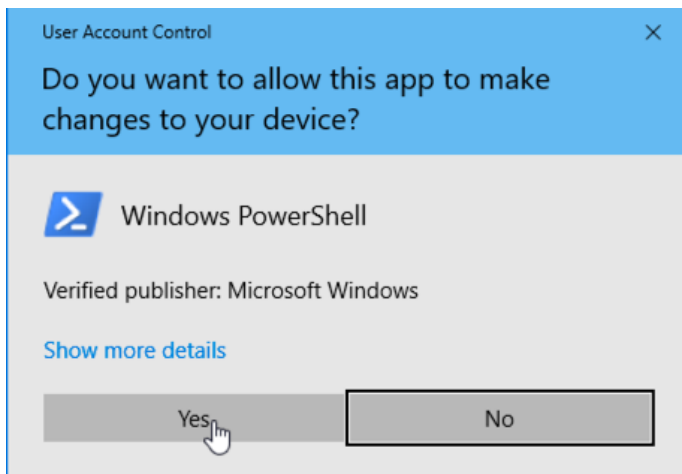 User Account Control
Do you want to allow this app to make
changes to your device?
Windows PowerShell
Verified publisher: Microsoft Windows
Show more details
Yes
No